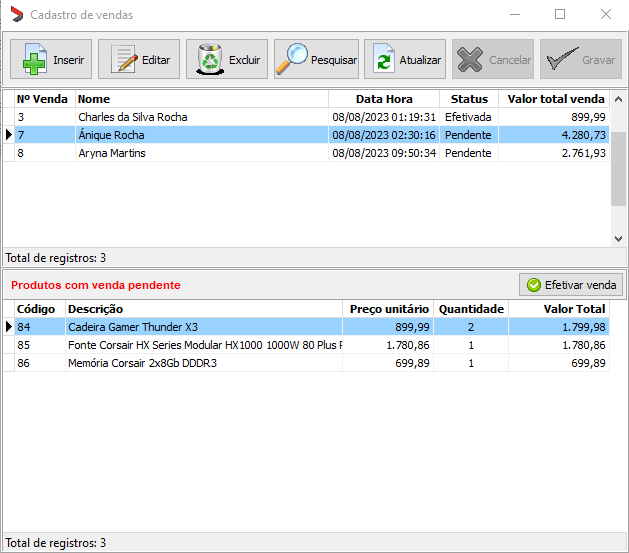 Cadastro de vendas
Inserir Editar Excluir Pesquisar Atualizar Cancelar Gravar
Nº Venda Nome Data Hora Status Valor total venda
3 Charles da Silva Rocha 08/08/2023 01:19:31 Efetivada 899,99
7 Ánique Rocha 08/08/2023 02:30:16 Pendente 4.280,73
8 Aryna Martins 08/08/2023 09:50:34 Pendente 2.761,93
Total de registros: 3
Produtos com venda pendente Efetivar venda
Código Descrição Preço unitário Quantidade Valor Total
84 Cadeira Gamer Thunder X3 899,99 2 1.799,98
85 Fonte Corsair HX Series Modular HX1000 1000W 80 Plus 1.780,86 1 1.780,86
86 Memória Corsair 2x8Gb DDDR3 699,89 1 699,89
Total de registros: 3